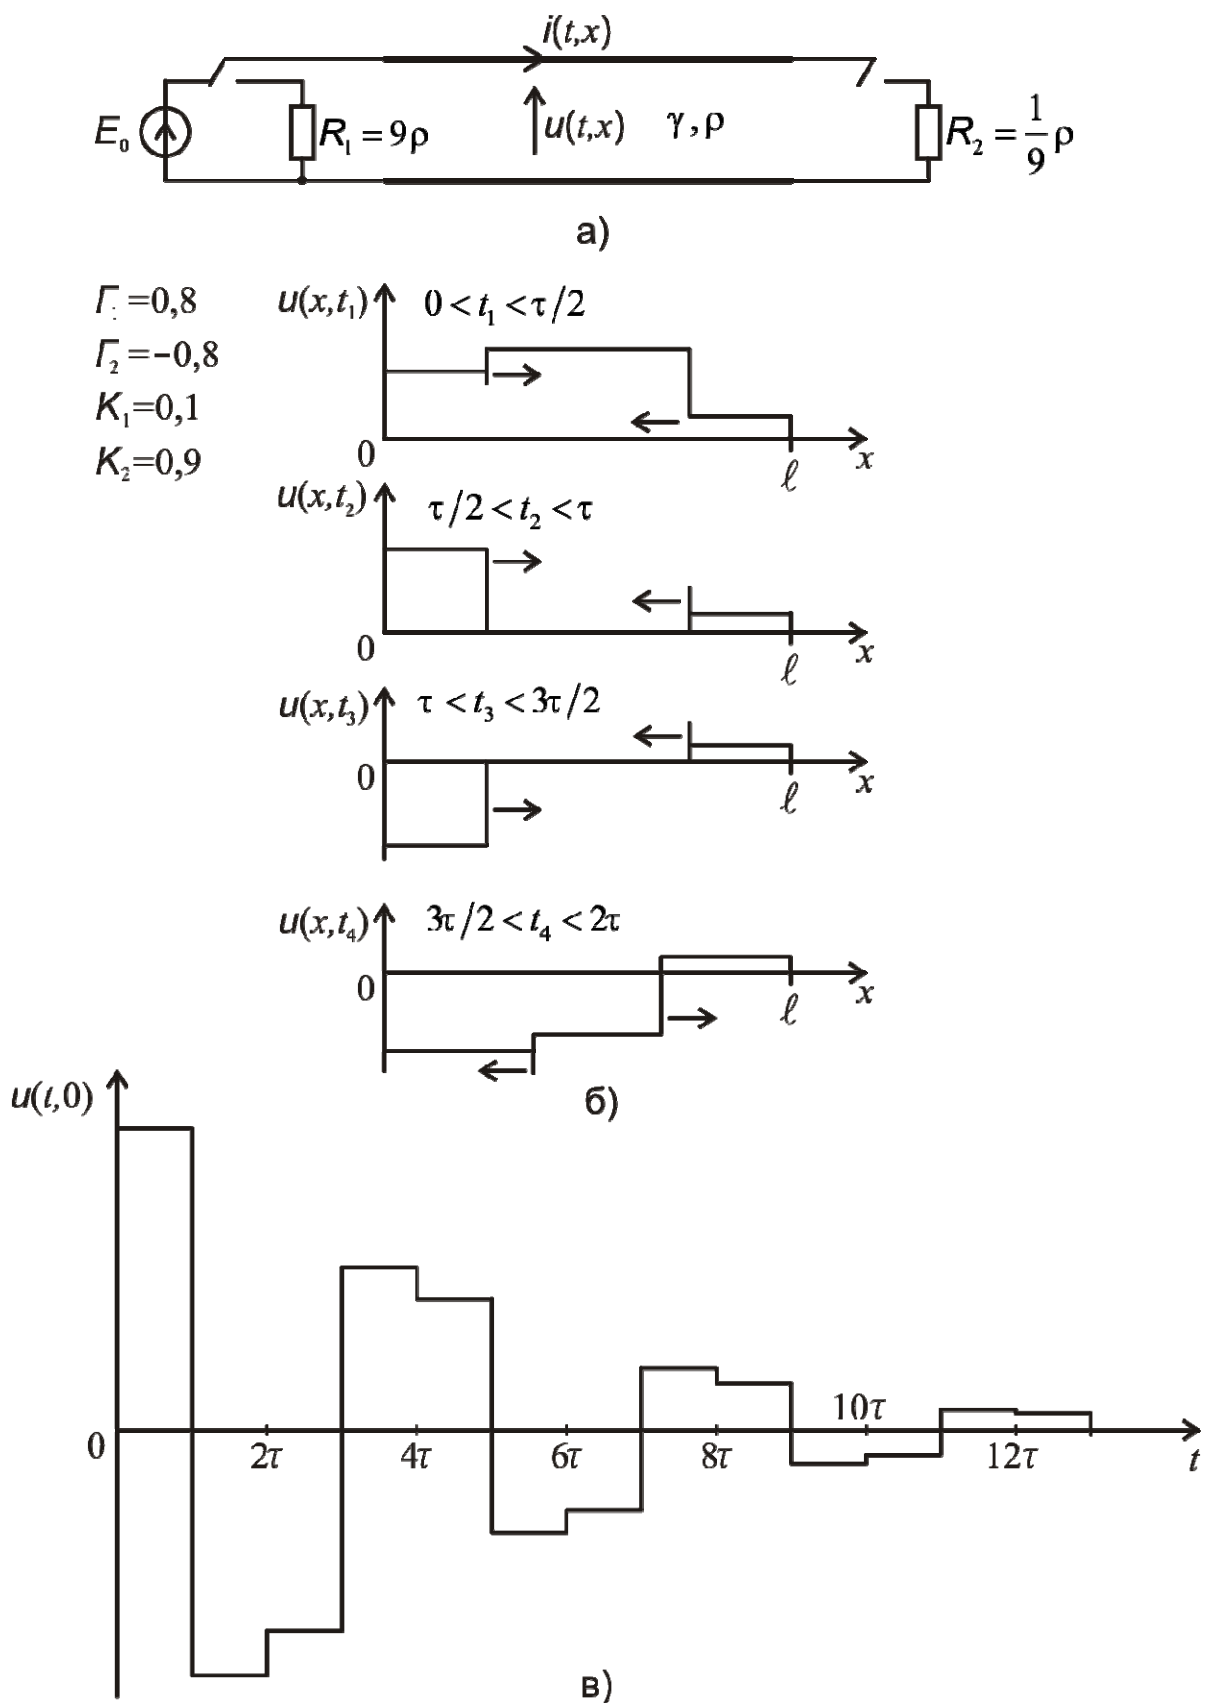 i(t,x)
E₀ R₁ = 9ρ u(t,x) γ,ρ R₂ = 1/9 ρ
а)
Γ =0,8
Γ₂=−0,8
K₁=0,1
K₂=0,9
u(x,t₁) 0 < t₁ < τ/2
0 ℓ x
u(x,t₂) τ/2 < t₂ < τ
0 ℓ x
u(x,t₃) τ < t₃ < 3τ/2
0 ℓ x
u(x,t₄) 3τ/2 < t₄ < 2τ
0 ℓ x
б)
u(t,0)
10τ
0 2τ 4τ 6τ 8τ 12τ t
в)